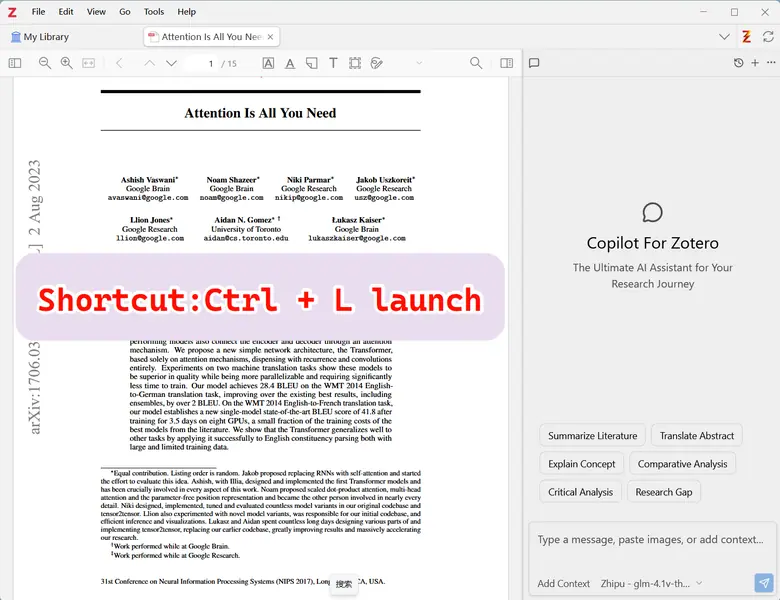 Z File Edit View Go Tools Help
My Library
Attention Is All You Nee
1 / 15
Attention Is All You Need
Ashish Vaswani* Noam Shazeer* Niki Parmar* Jakob Uszkoreit*
Google Brain Google Brain Google Research Google Research
avaswani@google.com noam@google.com nikip@google.com usz@google.com
Llion Jones* Aidan N. Gomez* † Łukasz Kaiser*
Google Research University of Toronto Google Brain
llion@google.com aidan@cs.toronto.edu lukaszkaiser@google.com
Shortcut:Ctrl + L launch
performing models also connect the encoder and decoder through an attention
mechanism. We propose a new simple network architecture, the Transformer,
based solely on attention mechanisms, dispensing with recurrence and convolutions
entirely. Experiments on two machine translation tasks show these models to
be superior in quality while being more parallelizable and requiring significantly
less time to train. Our model achieves 28.4 BLEU on the WMT 2014 English-
to-German translation task, improving over the existing best results, including
ensembles, by over 2 BLEU. On the WMT 2014 English-to-French translation task,
our model establishes a new single-model state-of-the-art BLEU score of 41.8 after
training for 3.5 days on eight GPUs, a small fraction of the training costs of the
best models from the literature. We show that the Transformer generalizes well to
other tasks by applying it successfully to English constituency parsing both with
large and limited training data.
*Equal contribution. Listing order is random. Jakob proposed replacing RNNs with self-attention and started
the effort to evaluate this idea. Ashish, with Illia, designed and implemented the first Transformer models and
has been crucially involved in every aspect of this work. Noam proposed scaled dot-product attention, multi-head
attention and the parameter-free position representation and became the other person involved in nearly every
detail. Niki designed, implemented, tuned and evaluated countless model variants in our original codebase and
tensor2tensor. Llion also experimented with novel model variants, was responsible for our initial codebase, and
efficient inference and visualizations. Lukasz and Aidan spent countless long days designing various parts of and
implementing tensor2tensor, replacing our earlier codebase, greatly improving results and massively accelerating
our research.
†Work performed while at Google Brain.
‡Work performed while at Google Research.
31st Conference on Neural Information Processing Systems (NIPS 2017), Lon
搜索
CA, USA.
arXiv:1706.03
] 2 Aug 2023
Copilot For Zotero
The Ultimate AI Assistant for Your
Research Journey
Summarize Literature Translate Abstract
Explain Concept Comparative Analysis
Critical Analysis Research Gap
Type a message, paste images, or add context...
Add Context Zhipu - glm-4.1v-th...